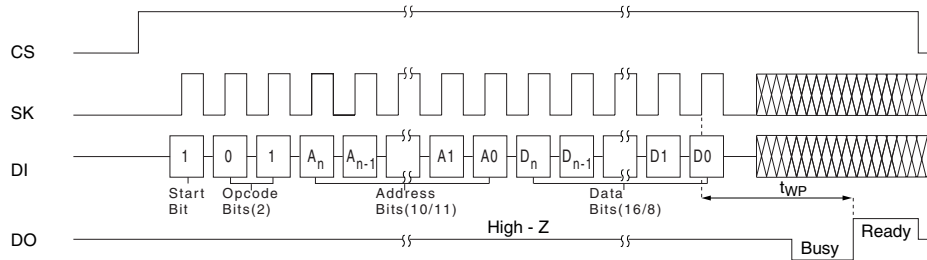 CS
SK
DI
1 0 1 An An-1 A1 A0 Dn Dn-1 D1 D0
Start Bit
Opcode Bits(2)
Address Bits(10/11)
Data Bits(16/8)
tWP
DO
High - Z
Busy
Ready